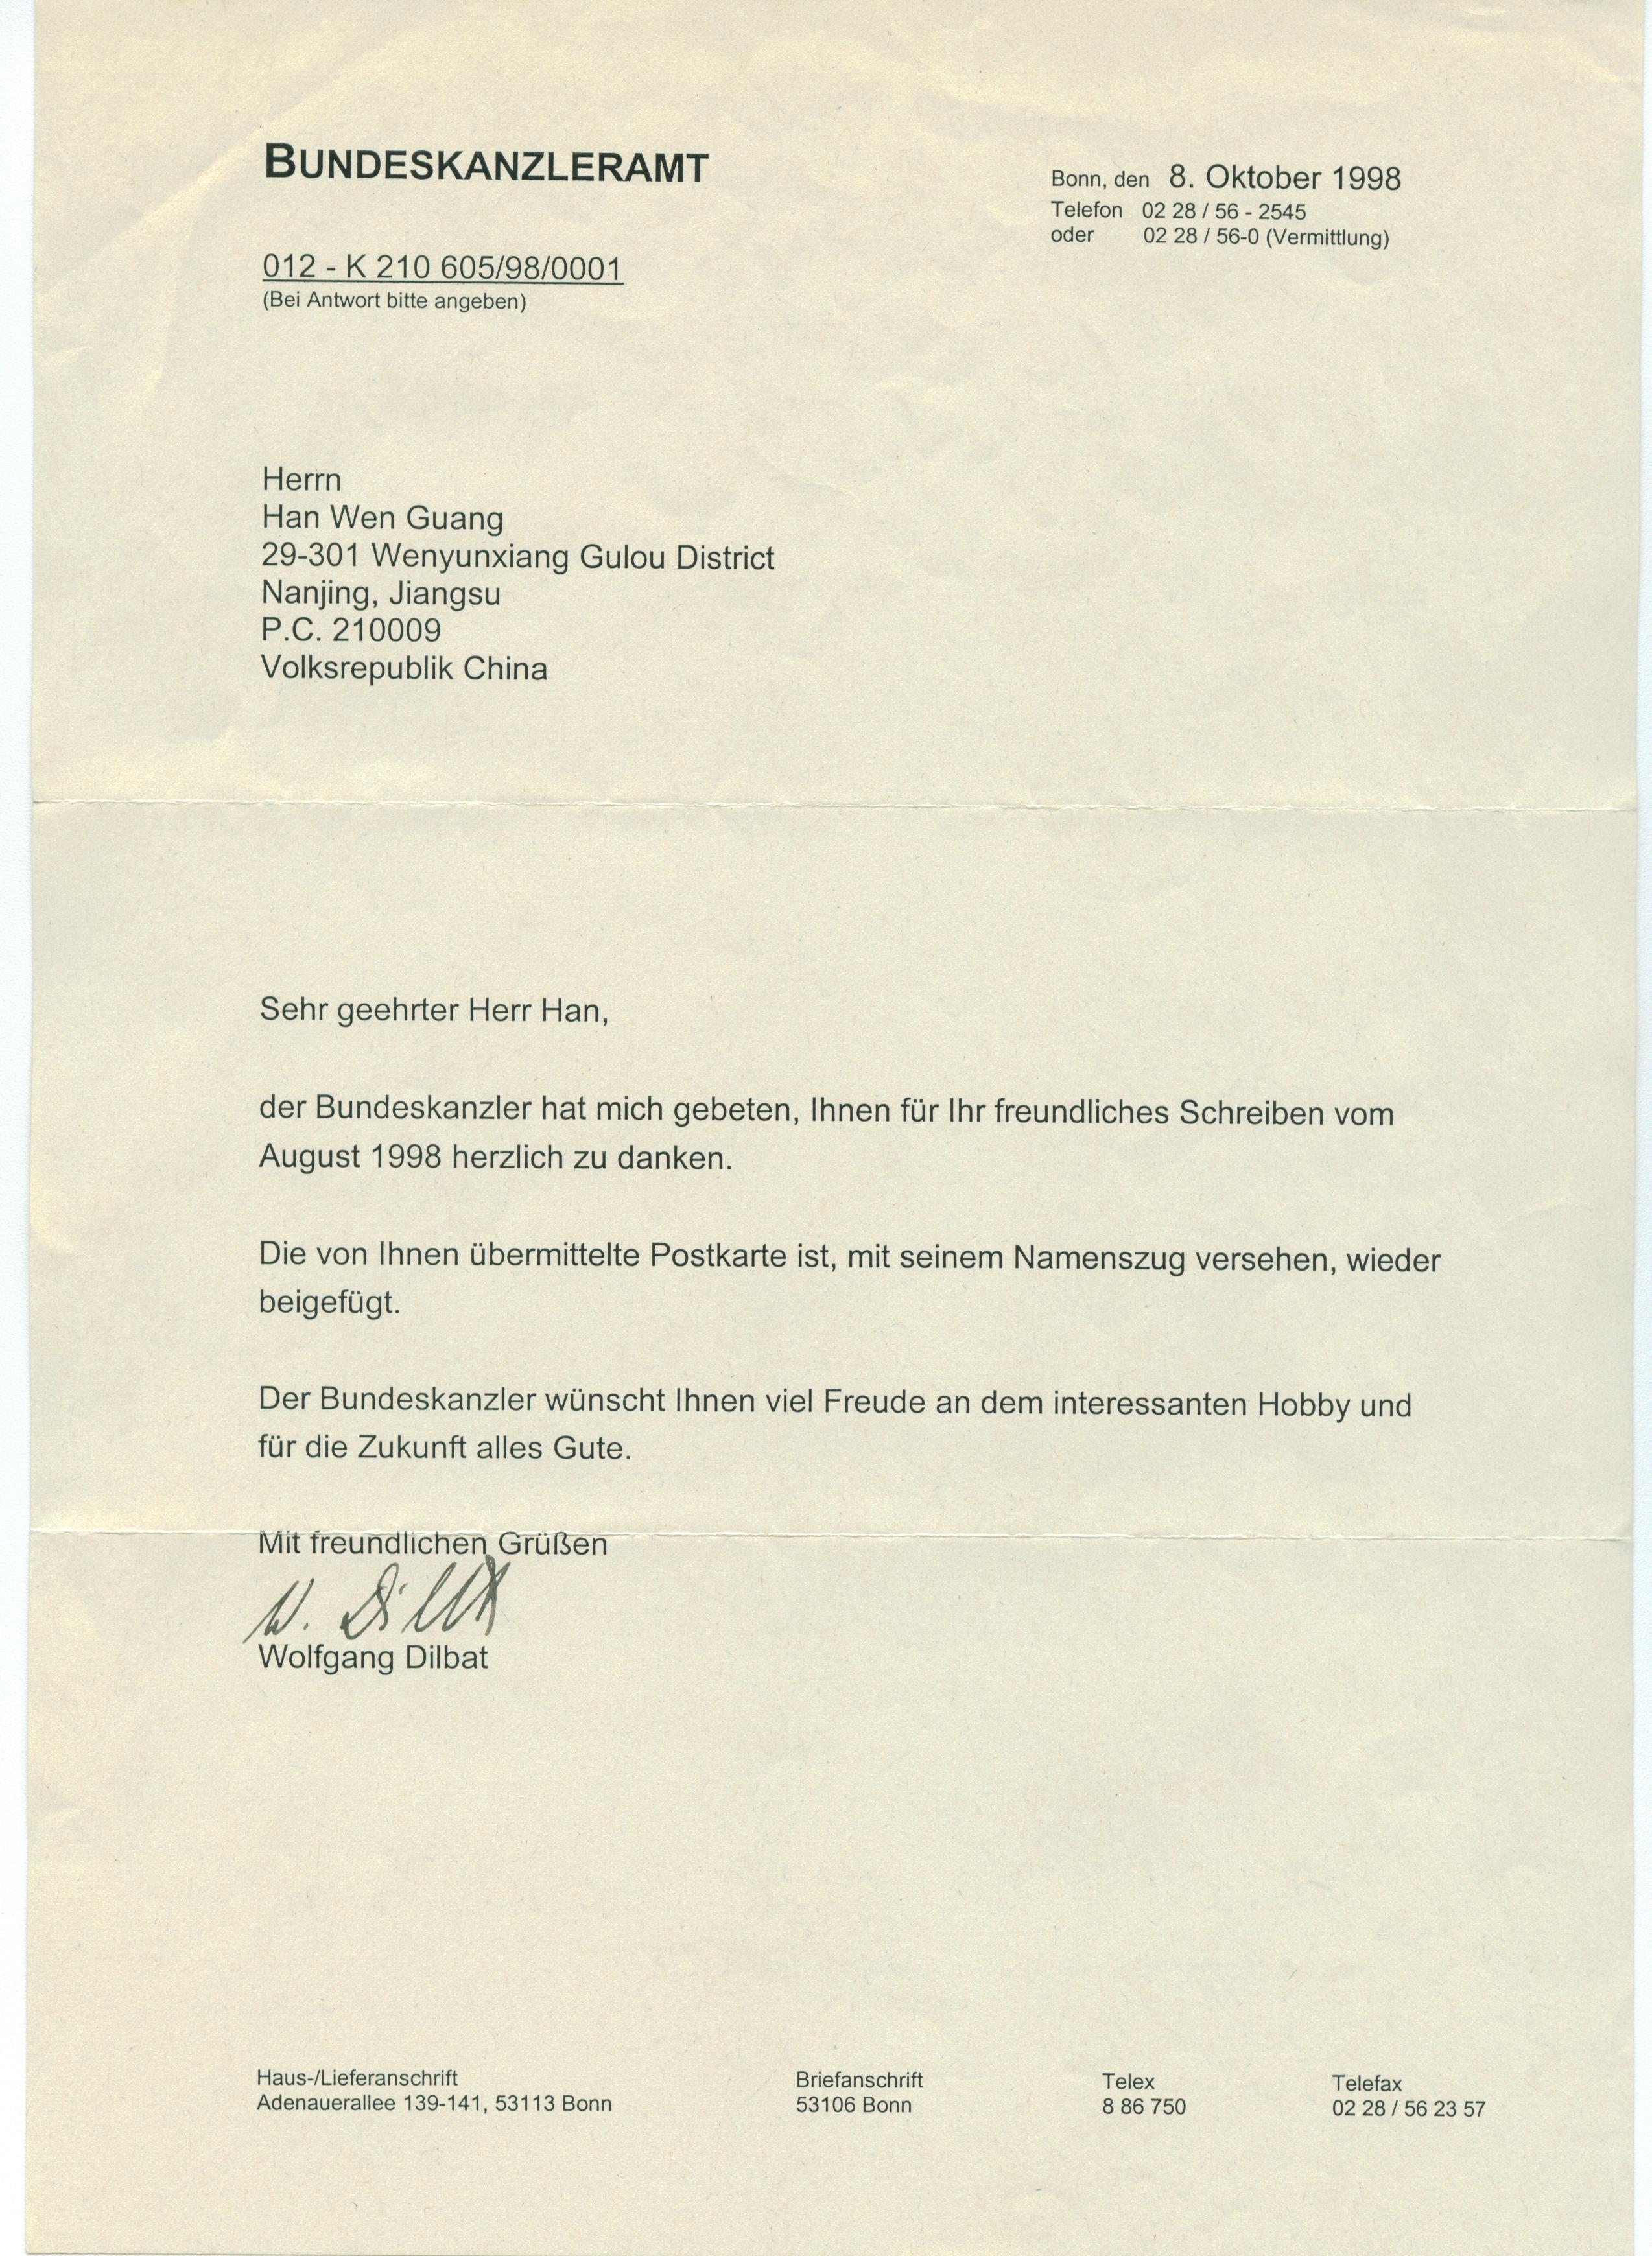 BUNDESKANZLERAMT
Bonn, den 8. Oktober 1998
Telefon 02 28 / 56 - 2545
oder 02 28 / 56-0 (Vermittlung)
012 - K 210 605/98/0001
(Bei Antwort bitte angeben)
Herrn
Han Wen Guang
29-301 Wenyunxiang Gulou District
Nanjing, Jiangsu
P.C. 210009
Volksrepublik China
Sehr geehrter Herr Han,
der Bundeskanzler hat mich gebeten, Ihnen für Ihr freundliches Schreiben vom
August 1998 herzlich zu danken.
Die von Ihnen übermittelte Postkarte ist, mit seinem Namenszug versehen, wieder
beigefügt.
Der Bundeskanzler wünscht Ihnen viel Freude an dem interessanten Hobby und
für die Zukunft alles Gute.
Mit freundlichen Grüßen
W. Dilbat
Wolfgang Dilbat
Haus-/Lieferanschrift Briefanschrift Telex Telefax
Adenauerallee 139-141, 53113 Bonn 53106 Bonn 8 86 750 02 28 / 56 23 57